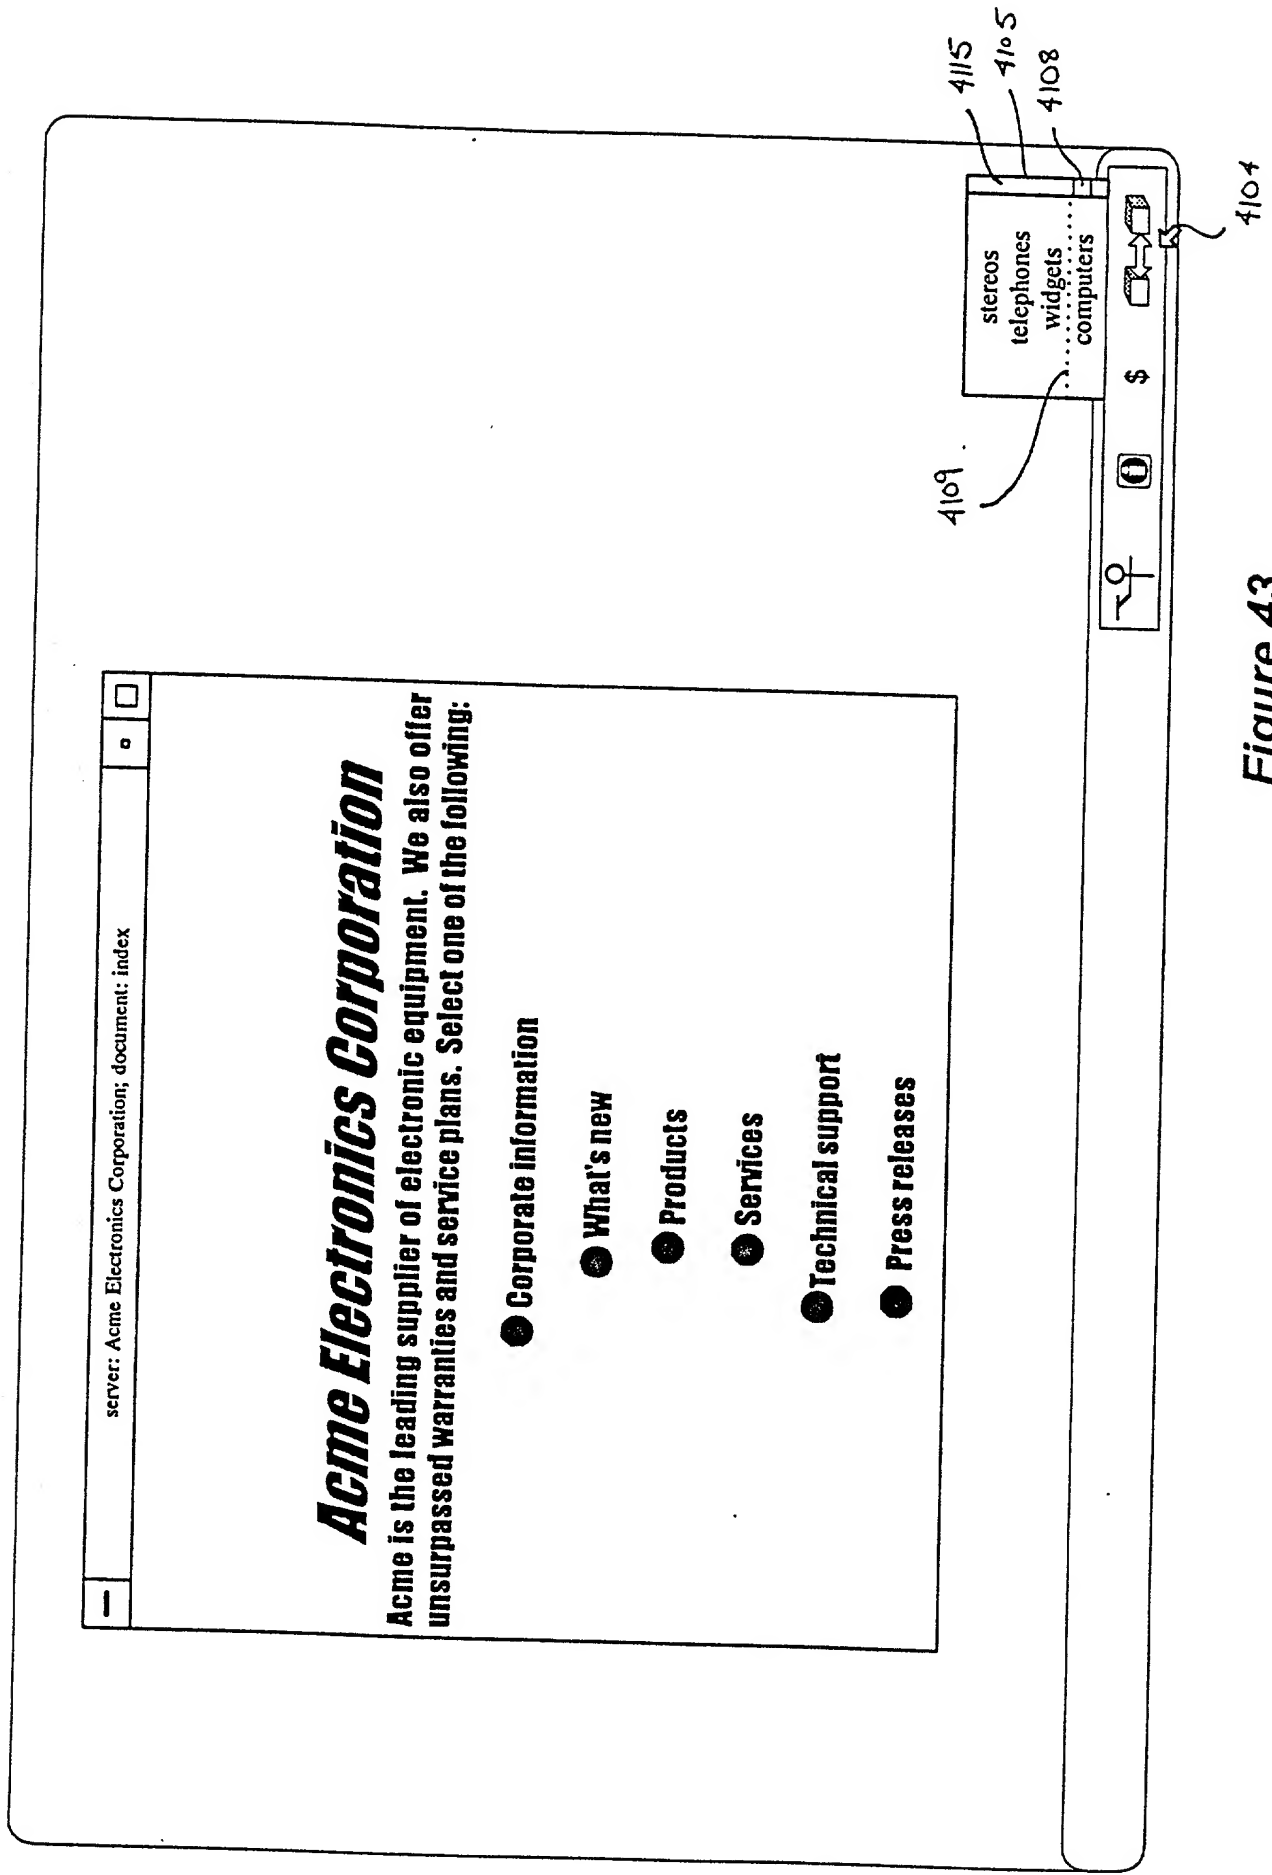 server: Acme Electronics Corporation; document: index
Acme Electronics Corporation
Acme is the leading supplier of electronic equipment. We also offer
unsurpassed warranties and service plans. Select one of the following:
Corporate information
What's new
Products
Services
Technical support
Press releases
4115
4105
4108
stereos
telephones
widgets
computers
4109
$
4104
Figure 43